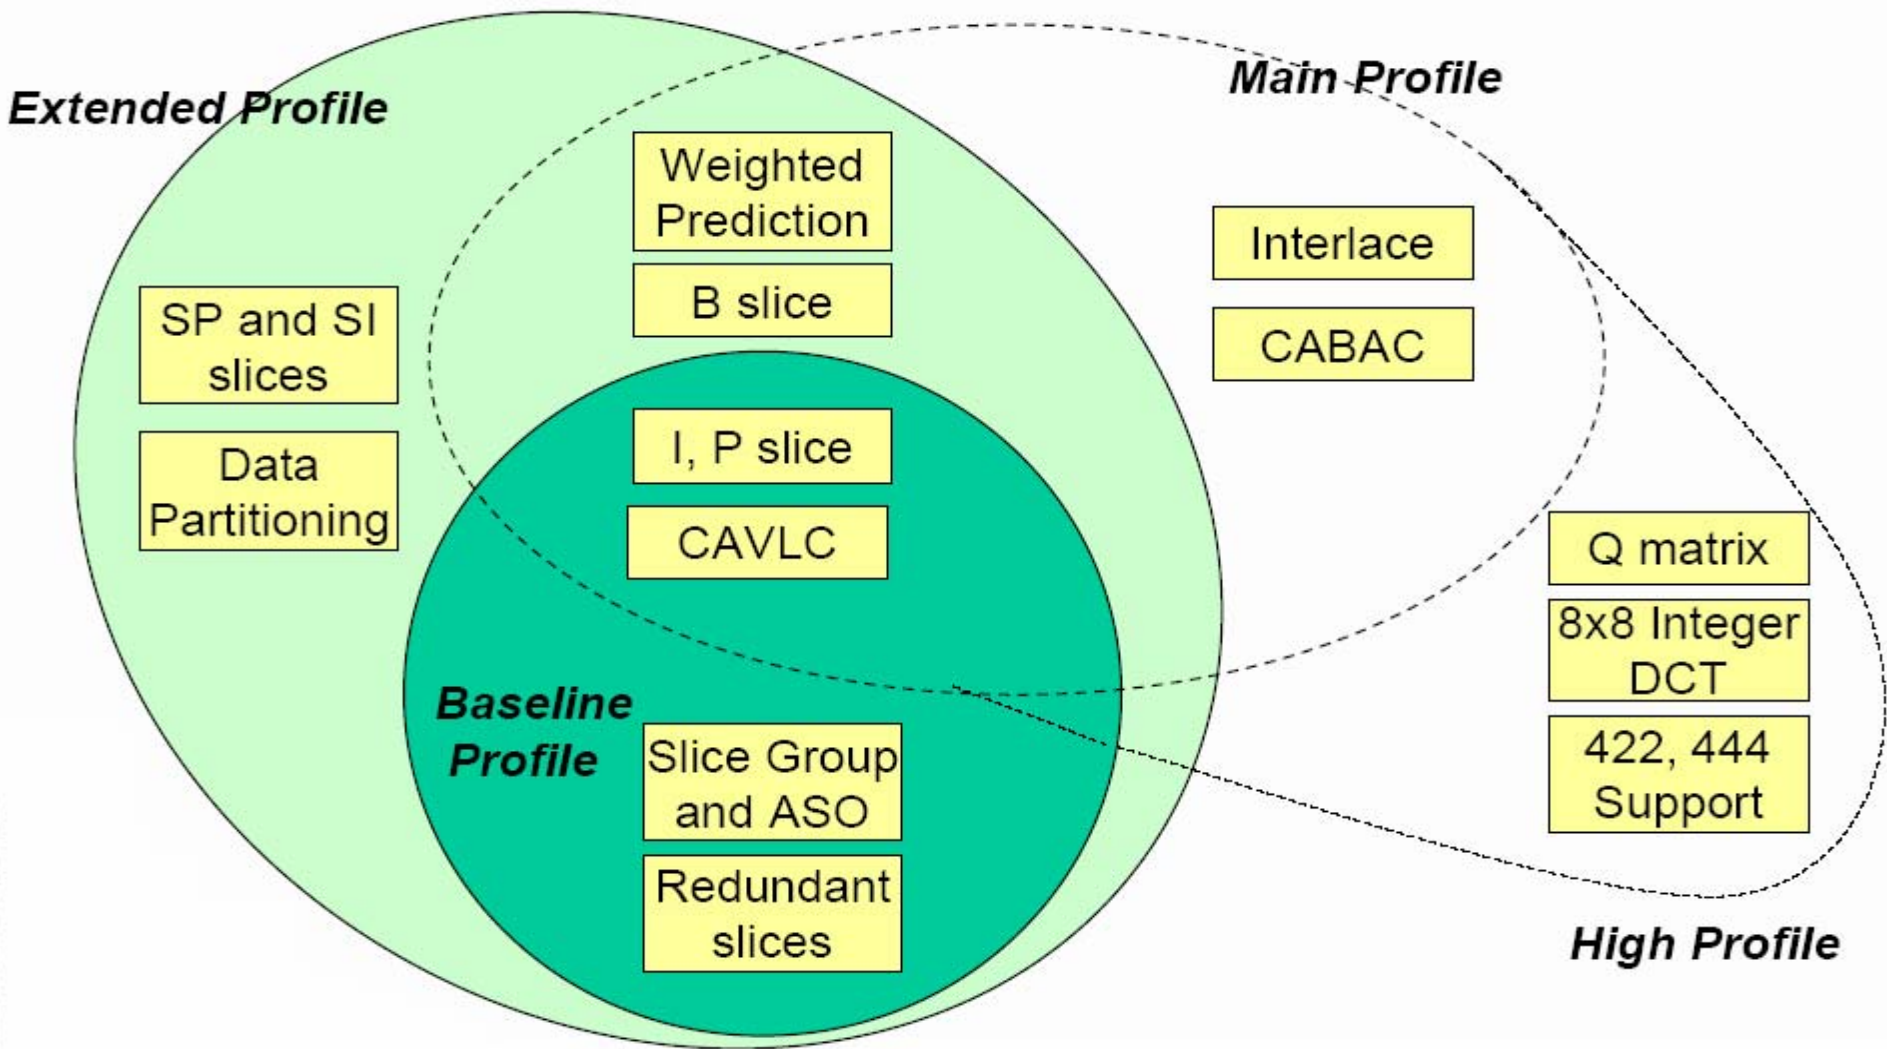 Extended Profile
Main Profile
Weighted
Prediction
B slice
Interlace
CABAC
SP and SI
slices
Data
Partitioning
I, P slice
CAVLC
Baseline
Profile
Slice Group
and ASO
Redundant
slices
Q matrix
8x8 Integer
DCT
422, 444
Support
High Profile